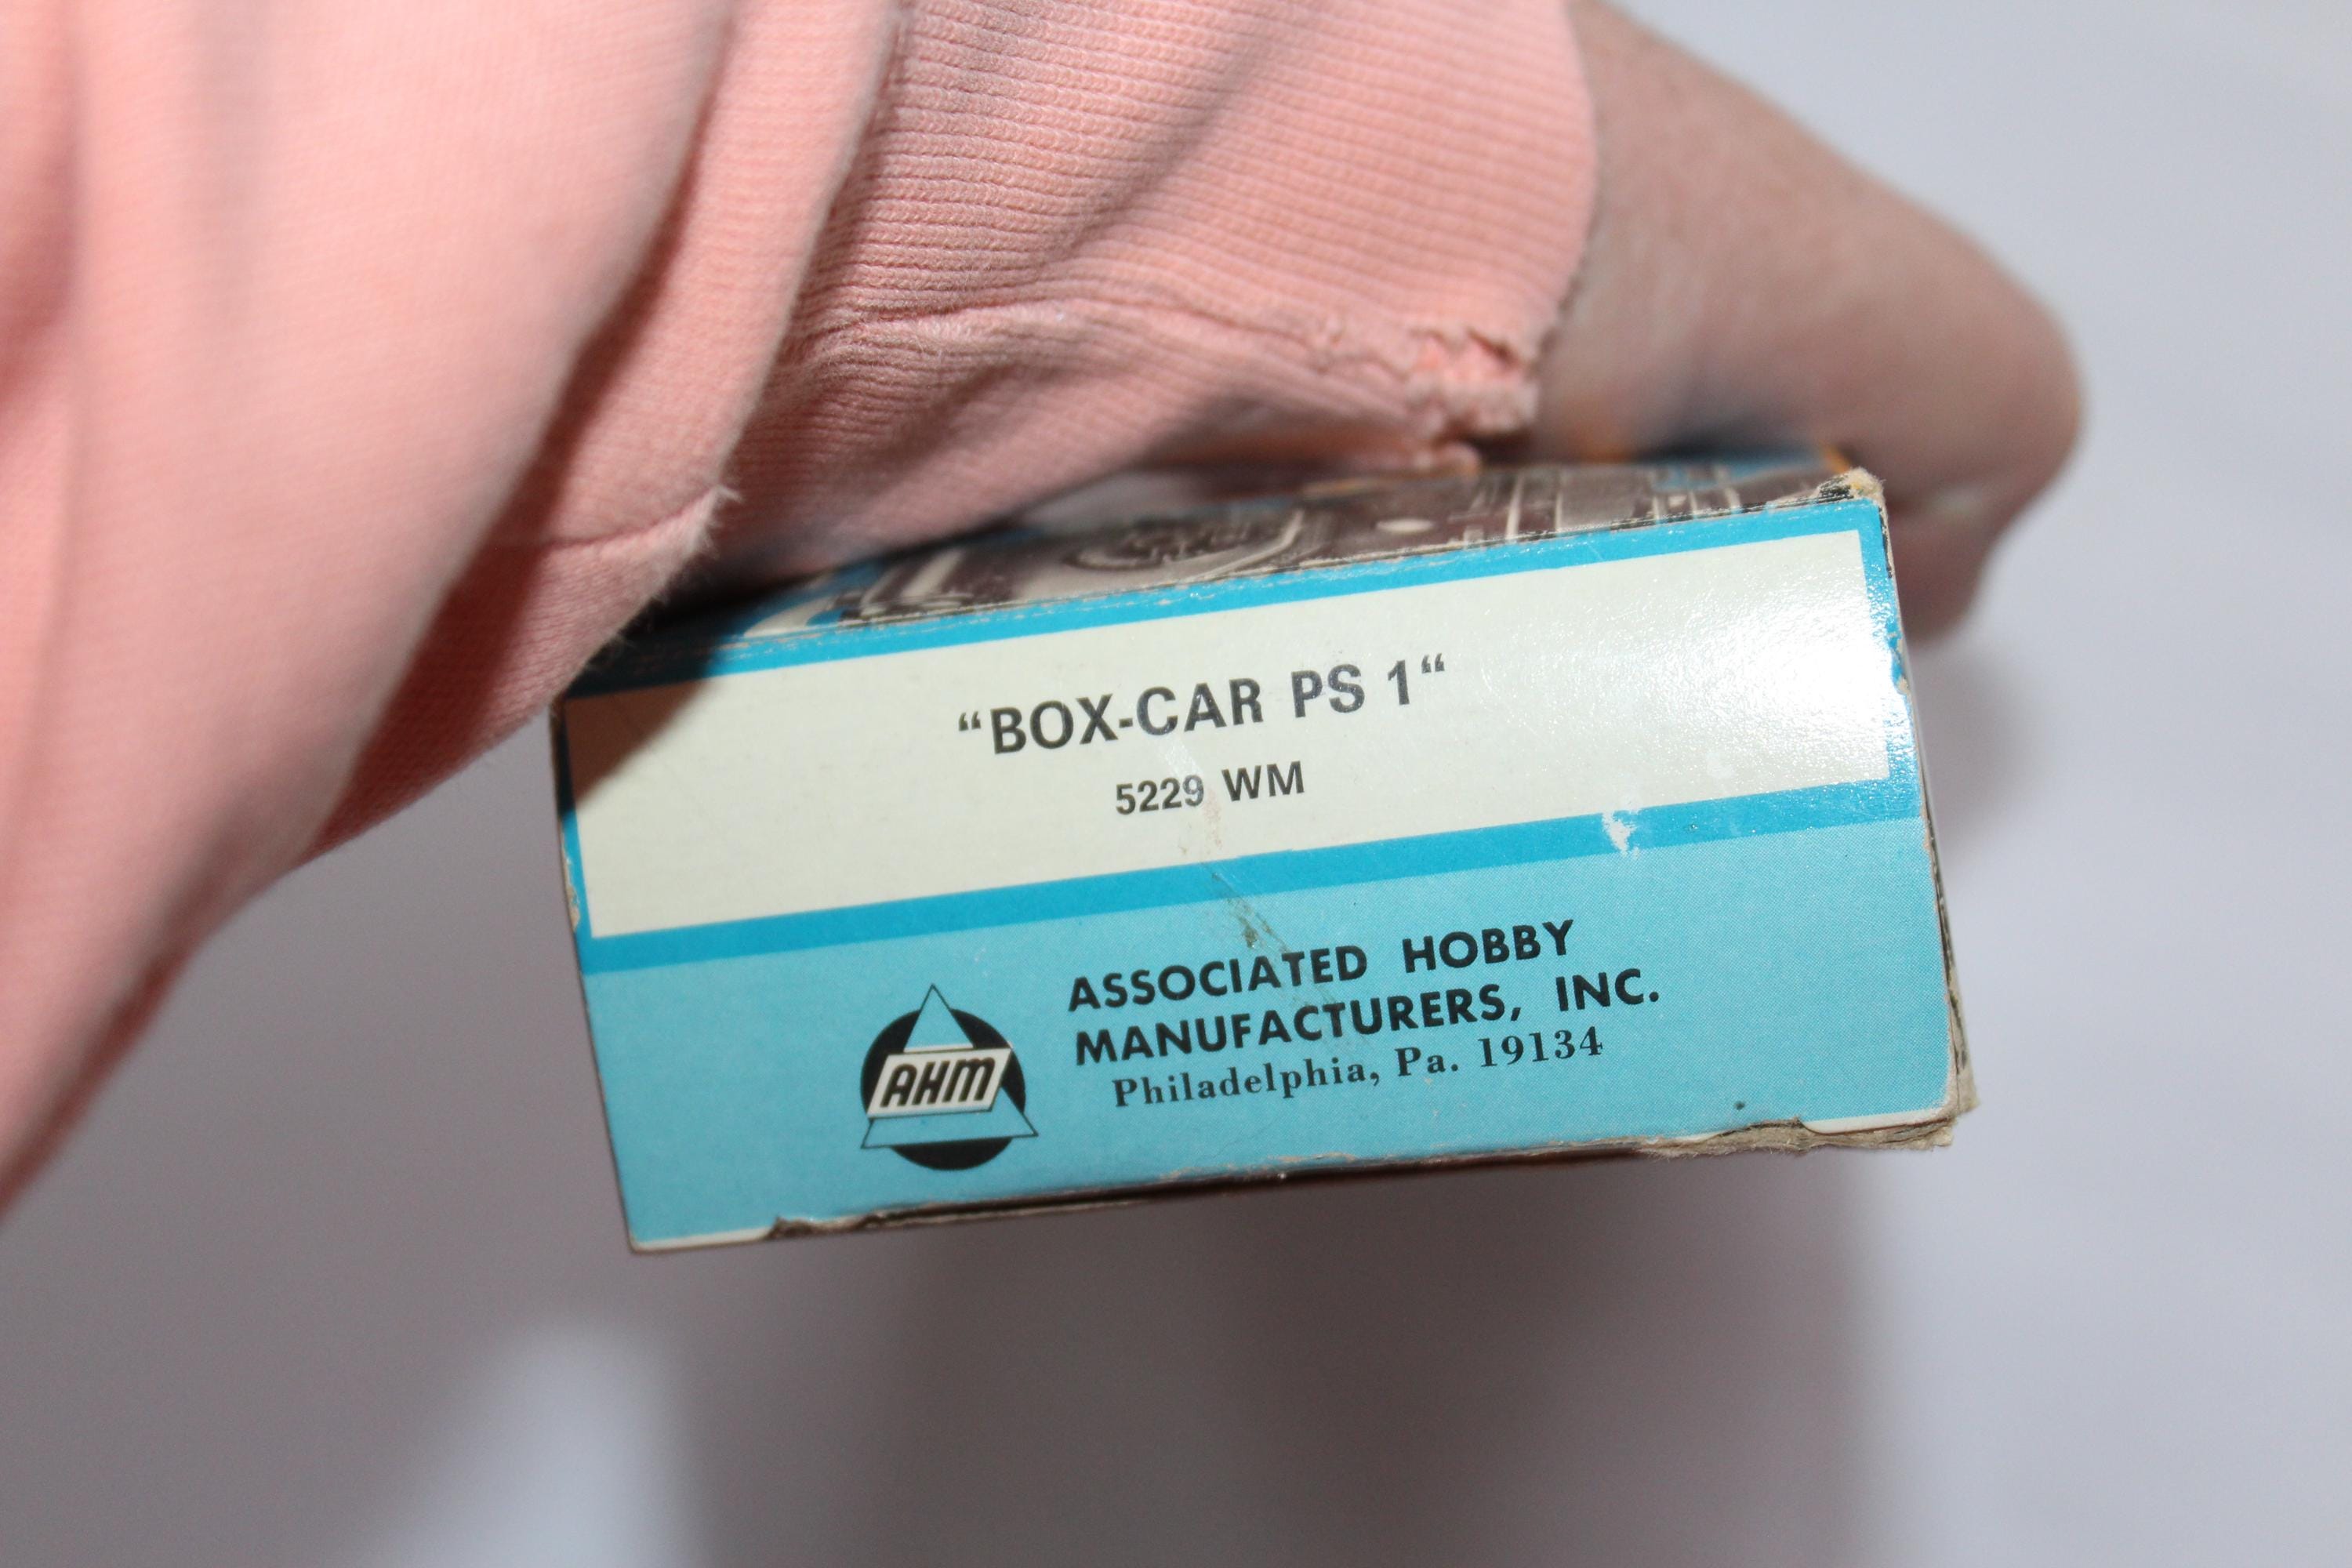 “BOX-CAR PS 1“
5229 WM
ASSOCIATED HOBBY
MANUFACTURERS, INC.
Philadelphia, Pa. 19134
AHM